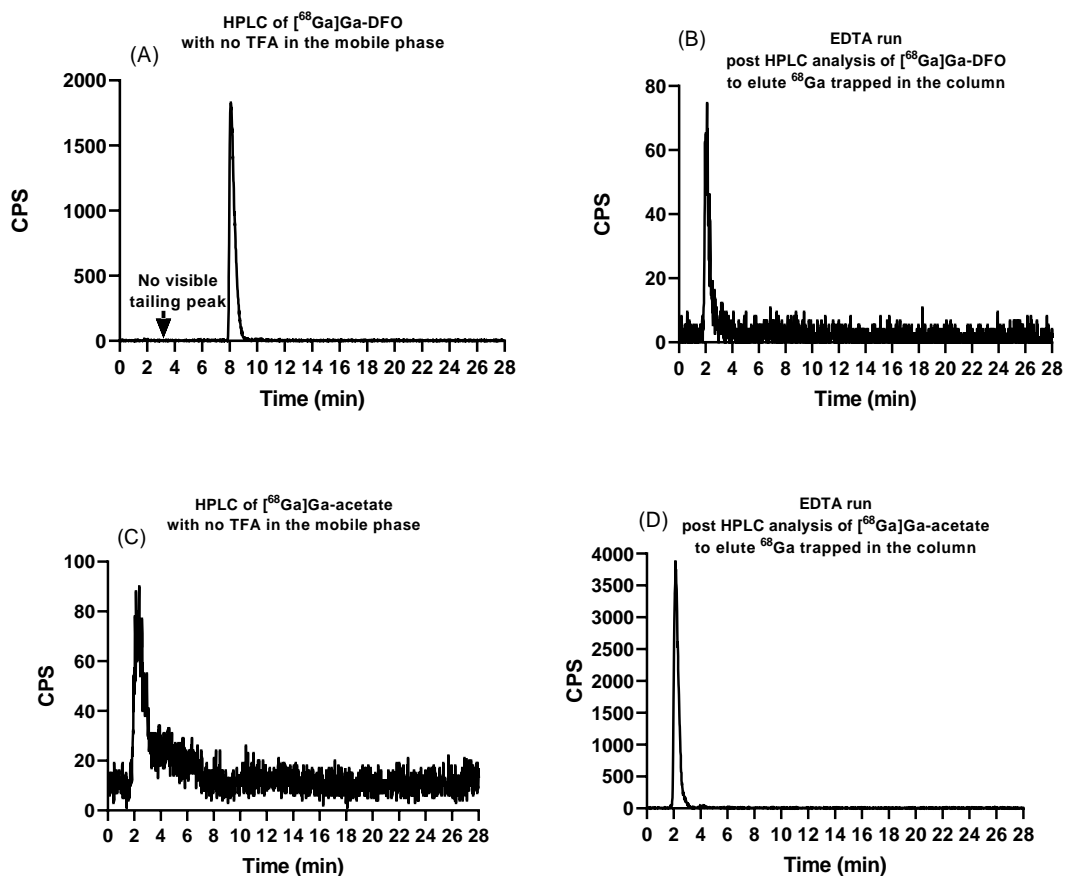 HPLC of [⁶⁸Ga]Ga-DFO
with no TFA in the mobile phase
(A)
CPS
2000
1500
1000
500
0
No visible
tailing peak
0 2 4 6 8 10 12 14 16 18 20 22 24 26 28
Time (min)
(B)
EDTA run
post HPLC analysis of [⁶⁸Ga]Ga-DFO
to elute ⁶⁸Ga trapped in the column
CPS
80
60
40
20
0
0 2 4 6 8 10 12 14 16 18 20 22 24 26 28
Time (min)
HPLC of [⁶⁸Ga]Ga-acetate
with no TFA in the mobile phase
(C)
CPS
100
80
60
40
20
0
0 2 4 6 8 10 12 14 16 18 20 22 24 26 28
Time (min)
EDTA run
(D) post HPLC analysis of [⁶⁸Ga]Ga-acetate
to elute ⁶⁸Ga trapped in the column
CPS
4000
3500
3000
2500
2000
1500
1000
500
0
0 2 4 6 8 10 12 14 16 18 20 22 24 26 28
Time (min)